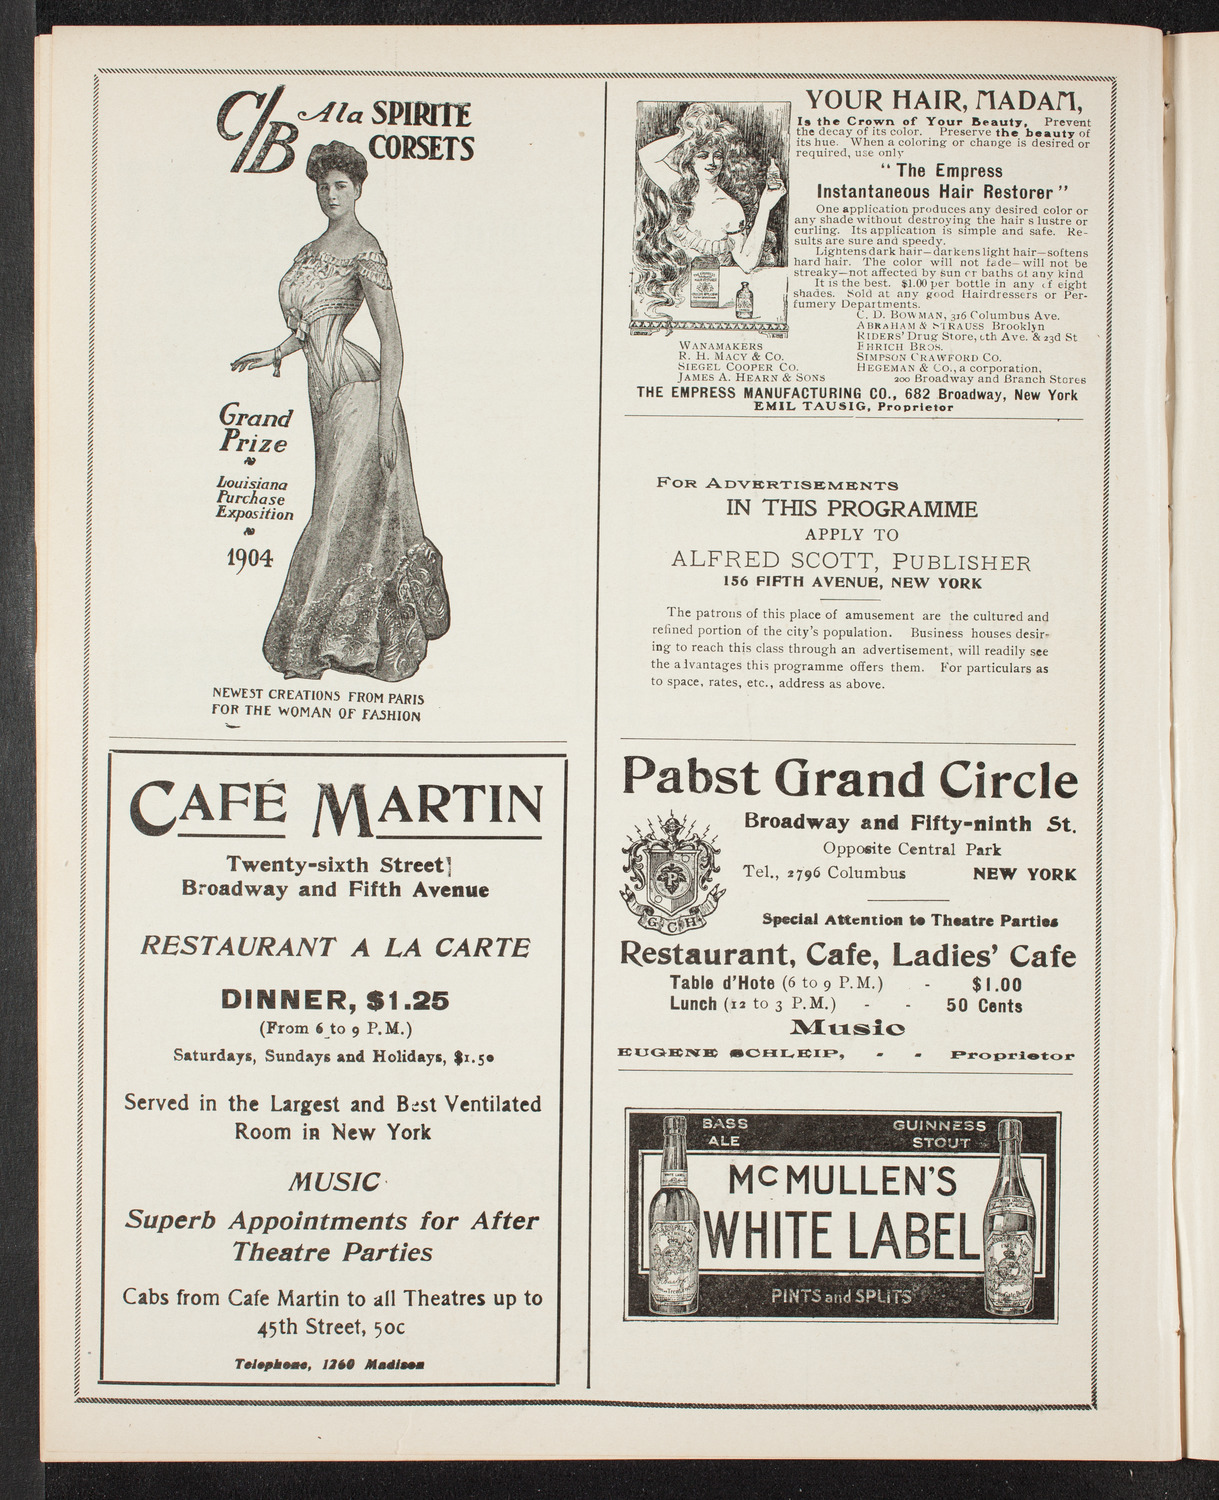 C/B Ala SPIRITE
CORSETS
Grand
Prize
Louisiana
Purchase
Exposition
1904
NEWEST CREATIONS FROM PARIS
FOR THE WOMAN OF FASHION
CAFÉ MARTIN
Twenty-sixth Street
Broadway and Fifth Avenue
RESTAURANT A LA CARTE
DINNER, $1.25
(From 6 to 9 P.M.)
Saturdays, Sundays and Holidays, $1.50
Served in the Largest and Best Ventilated
Room in New York
MUSIC
Superb Appointments for After
Theatre Parties
Cabs from Cafe Martin to all Theatres up to
45th Street, 50c
Telephone, 1260 Madison
YOUR HAIR, MADAM,
Is the Crown of Your Beauty, Prevent
the decay of its color. Preserve the beauty of
its hue. When a coloring or change is desired or
required, use only
"The Empress
Instantaneous Hair Restorer"
One application produces any desired color or
any shade without destroying the hair s lustre or
curling. Its application is simple and safe. Re-
sults are sure and speedy.
Lightens dark hair—darkens light hair—softens
hard hair. The color will not fade—will not be
streaky—not affected by sun or baths of any kind
It is the best. $1.00 per bottle in any of eight
shades. Sold at any good Hairdressers or Per-
fumery Departments.
C. D. BOWMAN, 316 Columbus Ave.
ABRAHAM & STRAUSS Brooklyn
RIDERS' Drug Store, 6th Ave. & 23d St
WANAMAKERS EHRICH BROS.
R. H. MACY & CO. SIMPSON CRAWFORD CO.
SIEGEL COOPER CO. HEGEMAN & CO., a corporation,
JAMES A. HEARN & SONS 200 Broadway and Branch Stores
THE EMPRESS MANUFACTURING CO., 682 Broadway, New York
EMIL TAUSIG, Proprietor
FOR ADVERTISEMENTS
IN THIS PROGRAMME
APPLY TO
ALFRED SCOTT, PUBLISHER
156 FIFTH AVENUE, NEW YORK
The patrons of this place of amusement are the cultured and
refined portion of the city's population. Business houses desir-
ing to reach this class through an advertisement, will readily see
the advantages this programme offers them. For particulars as
to space, rates, etc., address as above.
Pabst Grand Circle
Broadway and Fifty-ninth St.
Opposite Central Park
Tel., 2796 Columbus NEW YORK
G C H
Special Attention to Theatre Parties
Restaurant, Cafe, Ladies' Cafe
Table d'Hote (6 to 9 P.M.) - $1.00
Lunch (12 to 3 P.M.) - - 50 Cents
Music
EUGENE SCHLEIP, - - Proprietor
BASS
ALE
GUINNESS
STOUT
MCMULLEN'S
WHITE LABEL
PINTS and SPLITS